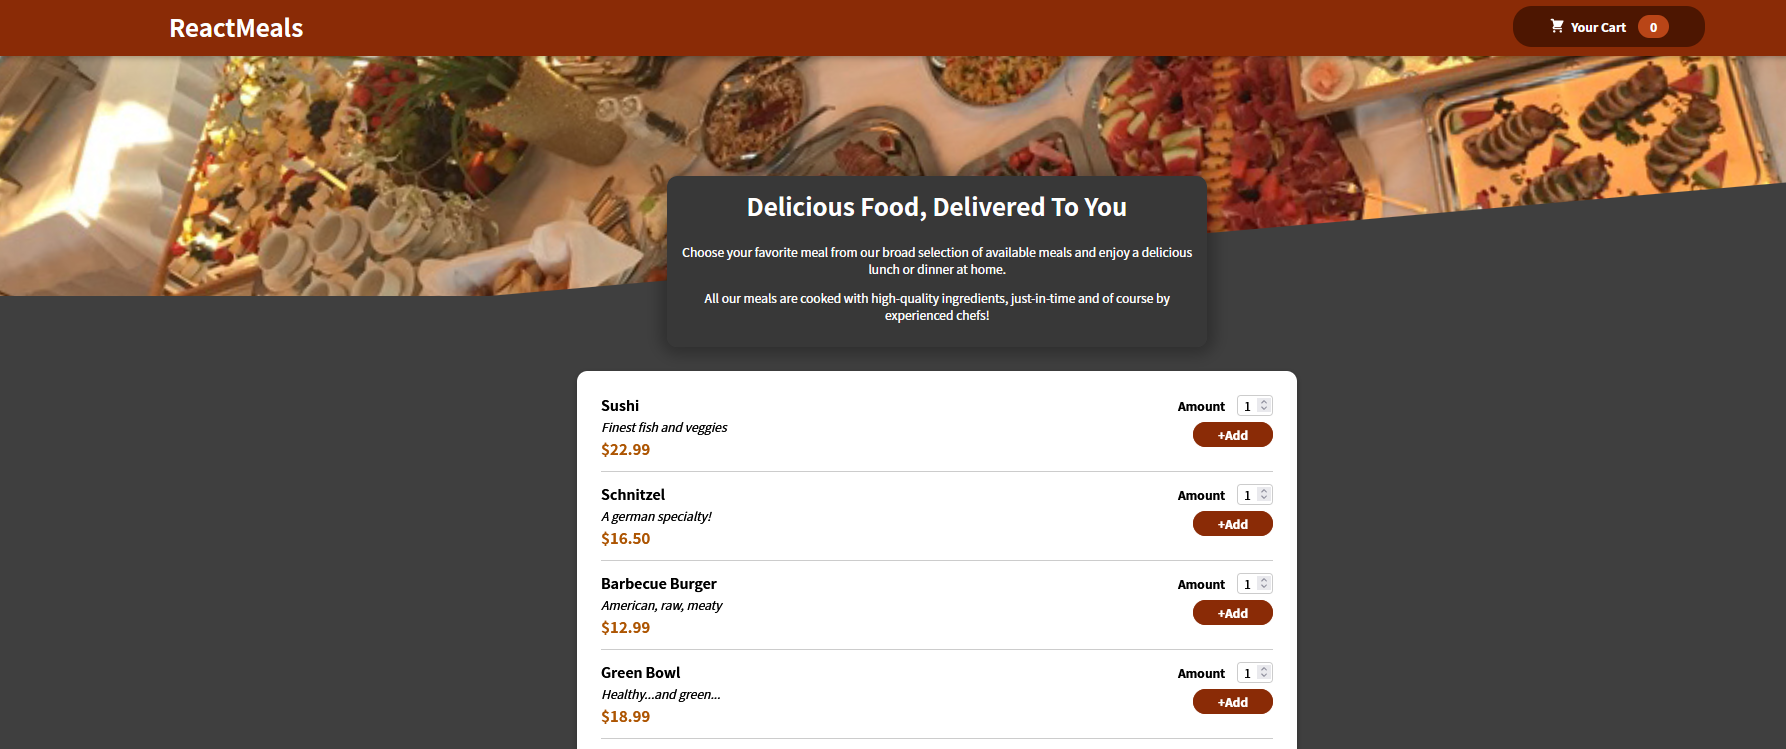 ReactMeals
Your Cart 0
Delicious Food, Delivered To You
Choose your favorite meal from our broad selection of available meals and enjoy a delicious
lunch or dinner at home.
All our meals are cooked with high-quality ingredients, just-in-time and of course by
experienced chefs!
Sushi
Finest fish and veggies
$22.99
Amount 1
+Add
Schnitzel
A german specialty!
$16.50
Amount 1
+Add
Barbecue Burger
American, raw, meaty
$12.99
Amount 1
+Add
Green Bowl
Healthy...and green...
$18.99
Amount 1
+Add